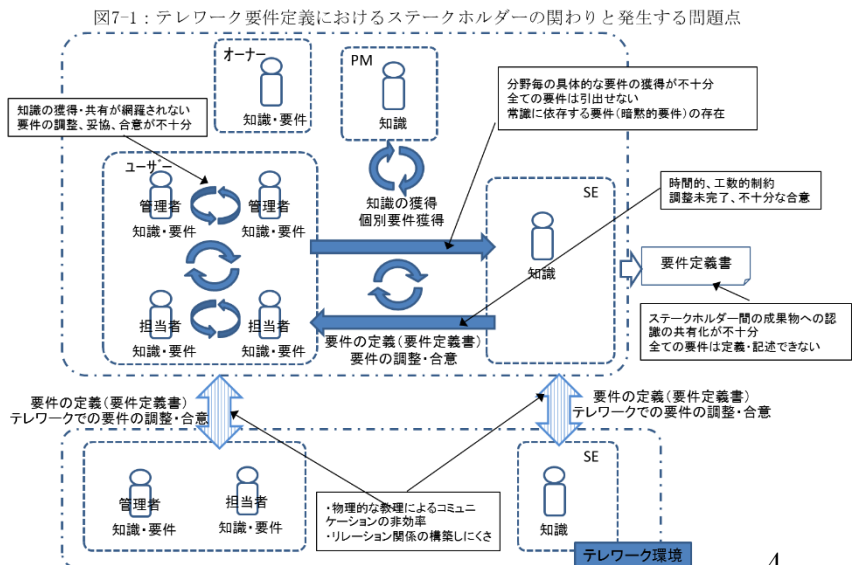 図7-1：テレワーク要件定義におけるステークホルダーの関わりと発生する問題点
オーナー
知識・要件
PM
知識
分野毎の具体的な要件の獲得が不十分
全ての要件は引出せない
常識に依存する要件（暗黙的要件）の存在
知識の獲得・共有が網羅されない
要件の調整、妥協、合意が不十分
ユーザー
管理者
知識・要件
管理者
知識・要件
担当者
知識・要件
担当者
知識・要件
知識の獲得
個別要件獲得
SE
知識
時間的、工数的制約
調整未完了、不十分な合意
要件定義書
ステークホルダー間の成果物への認
識の共有化が不十分
全ての要件は定義・記述できない
要件の定義（要件定義書）
要件の調整・合意
要件の定義（要件定義書）
テレワークでの要件の調整・合意
要件の定義（要件定義書）
テレワークでの要件の調整・合意
管理者
知識・要件
担当者
知識・要件
・物理的な教理によるコミュニ
ケーションの非効率
・リレーション関係の構築しにくさ
SE
知識
テレワーク環境
4